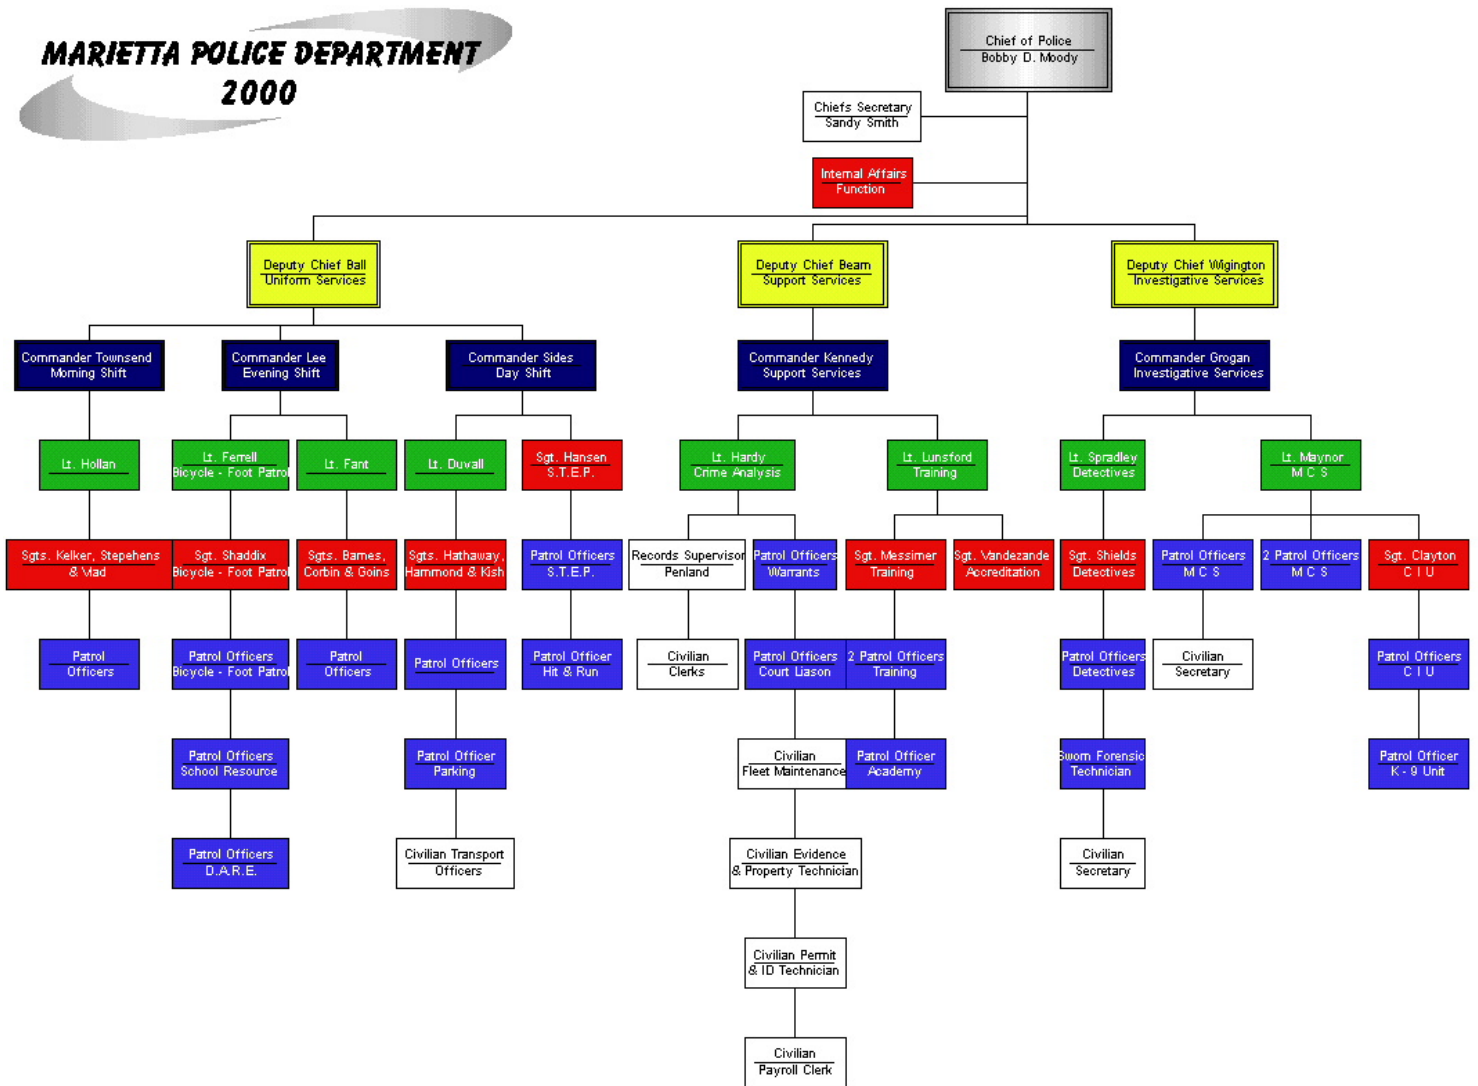 MARIETTA POLICE DEPARTMENT
2000
Chief of Police
Bobby D. Moody
Chiefs Secretary
Sandy Smith
Internal Affairs
Function
Deputy Chief Ball
Uniform Services
Deputy Chief Beam
Support Services
Deputy Chief Wigington
Investigative Services
Commander Townsend
Morning Shift
Commander Lee
Evening Shift
Commander Sides
Day Shift
Commander Kennedy
Support Services
Commander Grogan
Investigative Services
Lt. Hollan
Lt. Ferrell
Bicycle - Foot Patrol
Lt. Fant
Lt. Duvall
Sgt. Hansen
S.T.E.P.
Lt. Hardy
Crime Analysis
Lt. Lunsford
Training
Lt. Spradley
Detectives
Lt. Maynor
M C S
Sgts. Kelker, Stepehens
& Vlad
Sgt. Shaddix
Bicycle - Foot Patrol
Sgts. Barnes,
Corbin & Goins
Sgts. Hathaway,
Hammond & Kish
Patrol Officers
S.T.E.P.
Records Supervisor
Penland
Patrol Officers
Warrants
Sgt. Messimer
Training
Sgt. Vandezande
Accreditation
Sgt. Shields
Detectives
Patrol Officers
M C S
2 Patrol Officers
M C S
Sgt. Clayton
C I U
Patrol
Officers
Patrol Officers
Bicycle - Foot Patrol
Patrol
Officers
Patrol Officers
Patrol Officer
Hit & Run
Civilian
Clerks
Patrol Officers
Court Liason
2 Patrol Officers
Training
Patrol Officers
Detectives
Civilian
Secretary
Patrol Officers
C I U
Patrol Officers
School Resource
Patrol Officer
Parking
Civilian
Fleet Maintenance
Patrol Officer
Academy
Sworn Forensic
Technician
Patrol Officer
K - 9 Unit
Patrol Officers
D.A.R.E.
Civilian Transport
Officers
Civilian Evidence
& Property Technician
Civilian
Secretary
Civilian Permit
& ID Technician
Civilian
Payroll Clerk